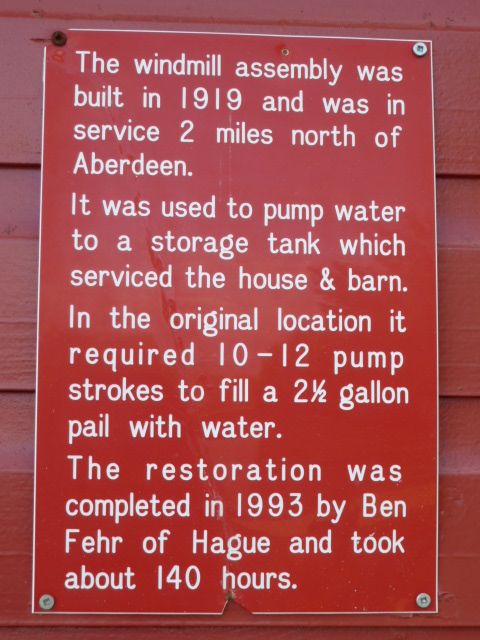 The windmill assembly was
built in 1919 and was in
service 2 miles north of
Aberdeen.
It was used to pump water
to a storage tank which
serviced the house & barn.
In the original location it
required 10-12 pump
strokes to fill a 2½ gallon
pail with water.
The restoration was
completed in 1993 by Ben
Fehr of Hague and took
about 140 hours.